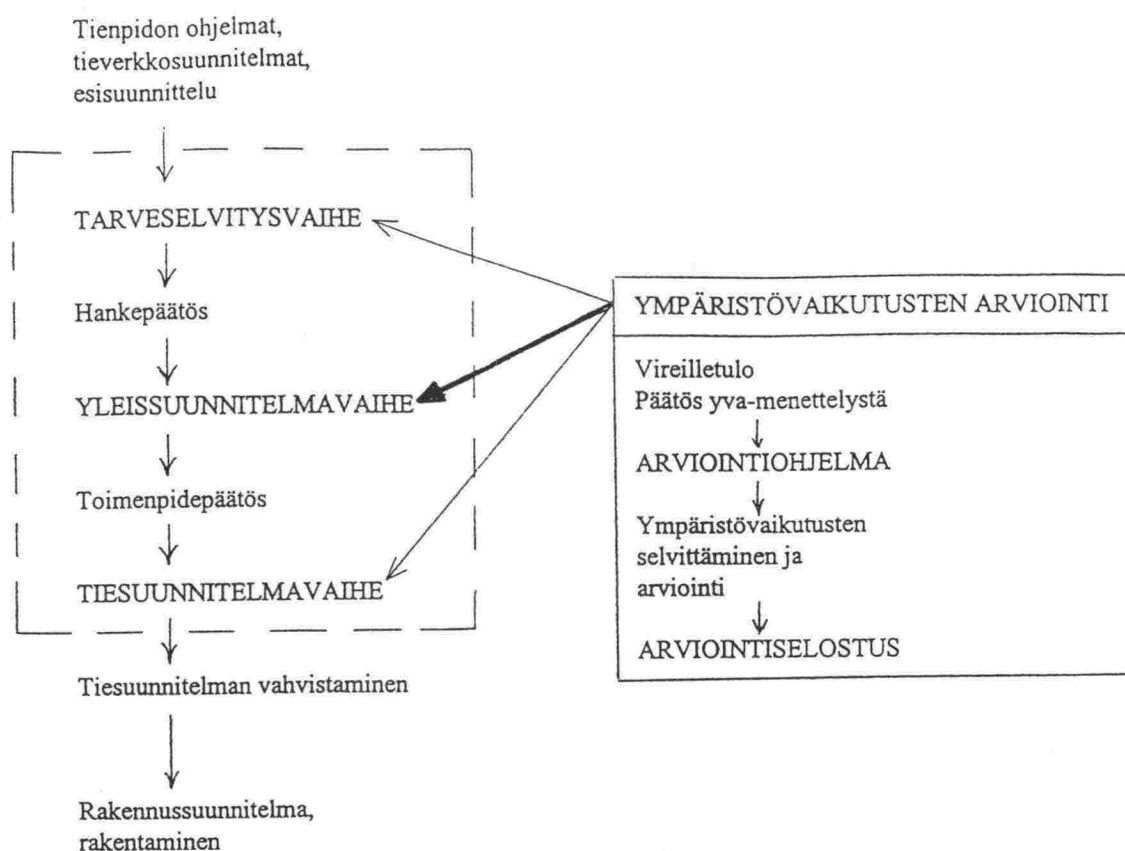 Tienpidon ohjelmat,
tieverkkosuunnitelmat,
esisuunnittelu
TARVESELVITYSVAIHE
Hankepäätös
YLEISSUUNNITELMAVAIHE
Toimenpidepäätös
TIESUUNNITELMAVAIHE
Tiesuunnitelman vahvistaminen
Rakennussuunnitelma,
rakentaminen
YMPÄRISTÖVAIKUTUSTEN ARVIOINTI
Vireilletulo
Päätös yva-menettelystä
ARVIOINTIOHJELMA
Ympäristövaikutusten
selvittäminen ja
arviointi
ARVIOINTISELOSTUS